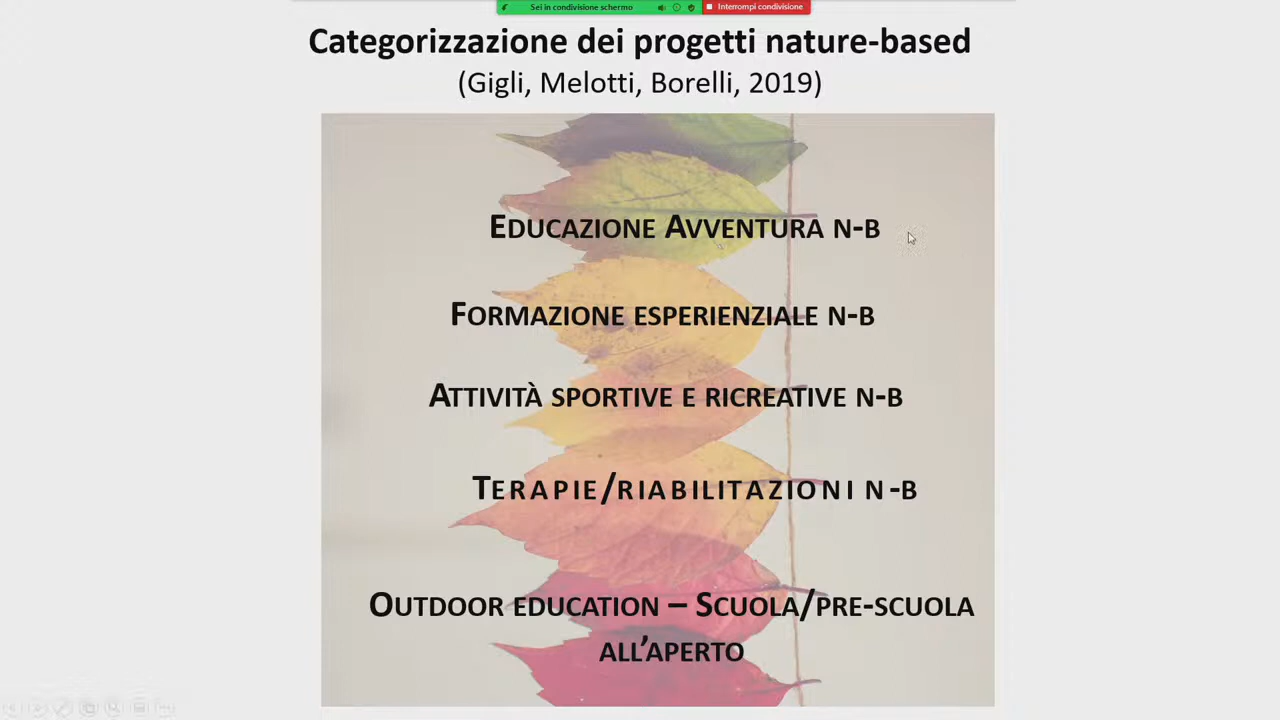 Sei in condivisione schermo
Interrompi condivisione
Categorizzazione dei progetti nature-based
(Gigli, Melotti, Borelli, 2019)
Educazione Avventura n-b
Formazione esperienziale n-b
Attività sportive e ricreative n-b
Terapie/riabilitazioni n-b
Outdoor education – Scuola/pre-scuola
all'aperto